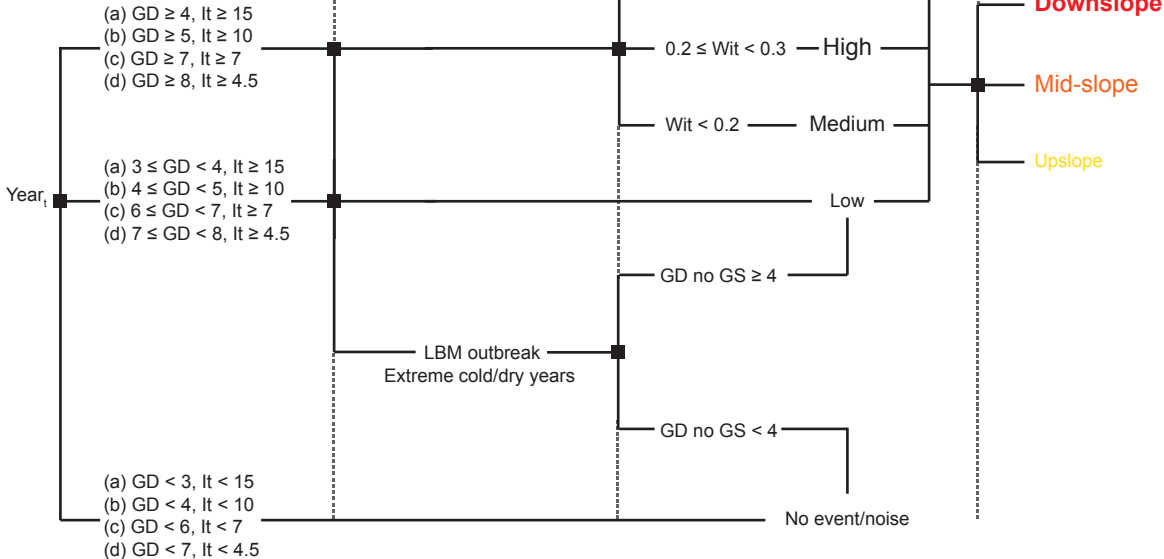 Downslope
(a) GD ≥ 4, It ≥ 15
(b) GD ≥ 5, It ≥ 10
(c) GD ≥ 7, It ≥ 7
(d) GD ≥ 8, It ≥ 4.5
0.2 ≤ Wit < 0.3
High
Mid-slope
Wit < 0.2
Medium
Upslope
Year t
(a) 3 ≤ GD < 4, It ≥ 15
(b) 4 ≤ GD < 5, It ≥ 10
(c) 6 ≤ GD < 7, It ≥ 7
(d) 7 ≤ GD < 8, It ≥ 4.5
Low
GD no GS ≥ 4
LBM outbreak
Extreme cold/dry years
GD no GS < 4
(a) GD < 3, It < 15
(b) GD < 4, It < 10
(c) GD < 6, It < 7
(d) GD < 7, It < 4.5
No event/noise